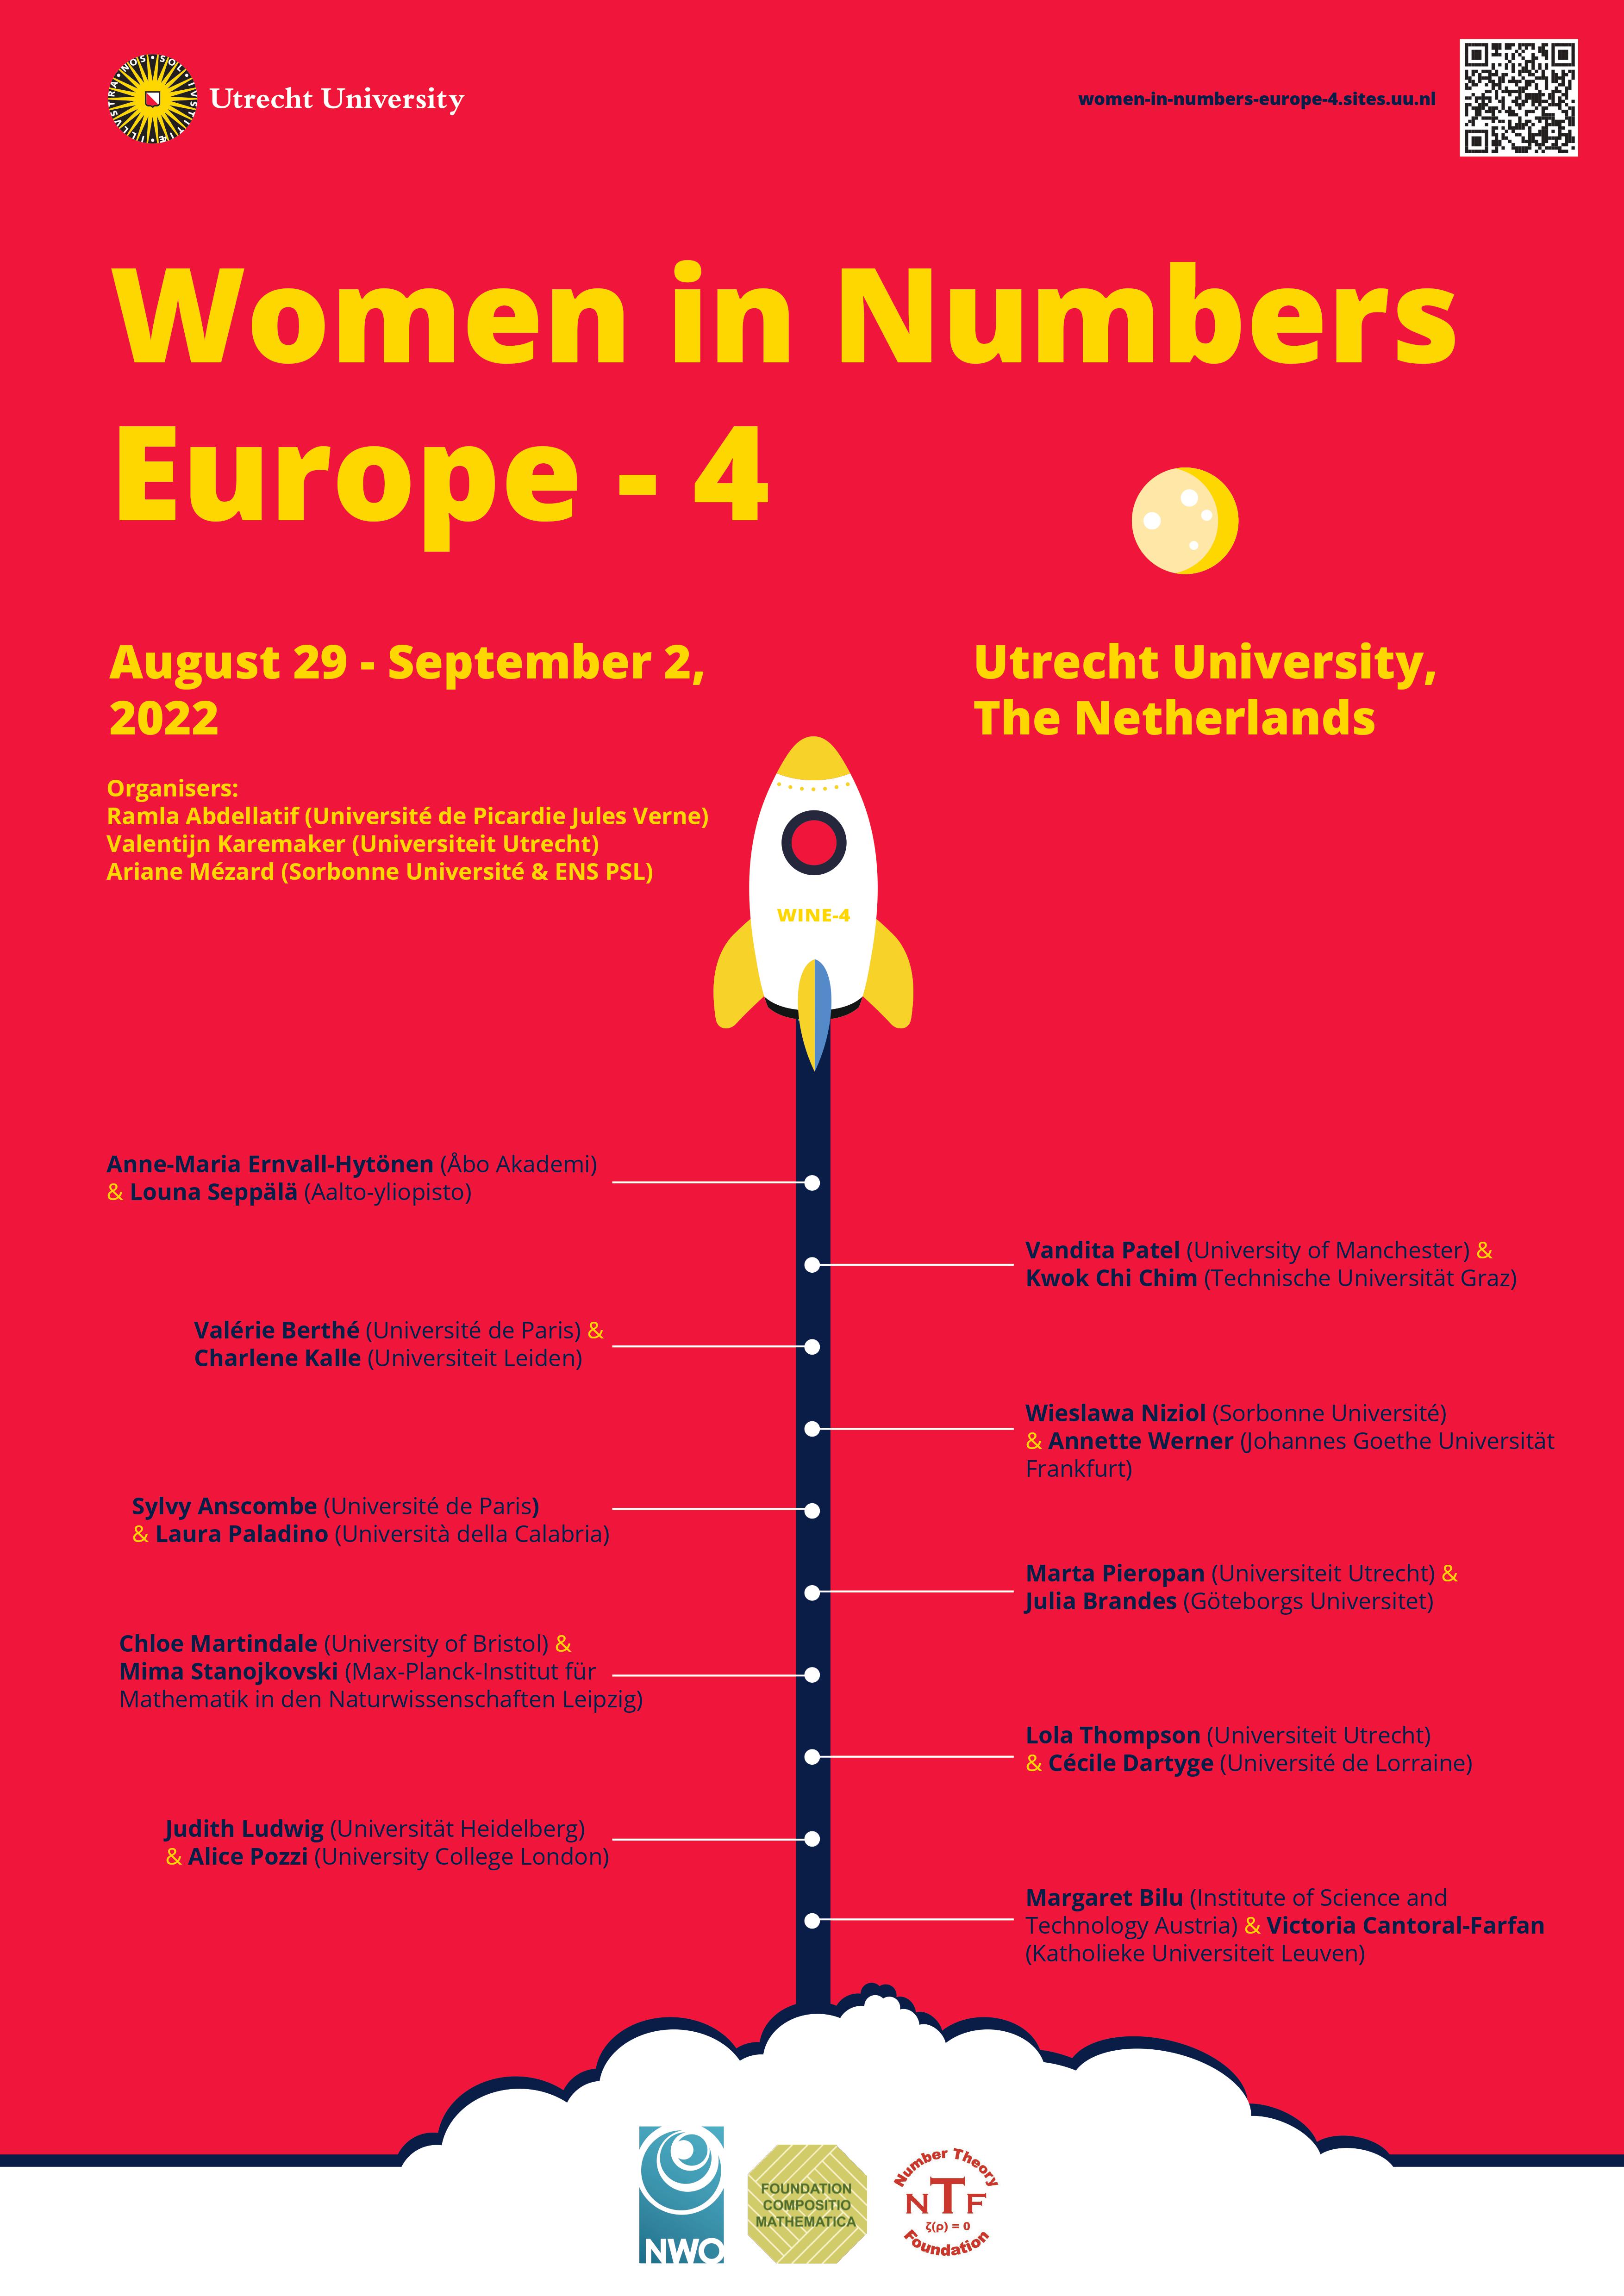 SOL • IVSTITIÆ • ILLVSTRA • NOS •
Utrecht University
women-in-numbers-europe-4.sites.uu.nl
Women in Numbers
Europe - 4
August 29 - September 2,
2022
Utrecht University,
The Netherlands
Organisers:
Ramla Abdellatif (Université de Picardie Jules Verne)
Valentijn Karemaker (Universiteit Utrecht)
Ariane Mézard (Sorbonne Université & ENS PSL)
WINE-4
Anne-Maria Ernvall-Hytönen (Åbo Akademi)
& Louna Seppälä (Aalto-yliopisto)
Vandita Patel (University of Manchester) &
Kwok Chi Chim (Technische Universität Graz)
Valérie Berthé (Université de Paris) &
Charlene Kalle (Universiteit Leiden)
Wieslawa Niziol (Sorbonne Université)
& Annette Werner (Johannes Goethe Universität
Frankfurt)
Sylvy Anscombe (Université de Paris)
& Laura Paladino (Università della Calabria)
Marta Pieropan (Universiteit Utrecht) &
Julia Brandes (Göteborgs Universitet)
Chloe Martindale (University of Bristol) &
Mima Stanojkovski (Max-Planck-Institut für
Mathematik in den Naturwissenschaften Leipzig)
Lola Thompson (Universiteit Utrecht)
& Cécile Dartyge (Université de Lorraine)
Judith Ludwig (Universität Heidelberg)
& Alice Pozzi (University College London)
Margaret Bilu (Institute of Science and
Technology Austria) & Victoria Cantoral-Farfan
(Katholieke Universiteit Leuven)
NWO
FOUNDATION
COMPOSITIO
MATHEMATICA
Number Theory
NTF
ζ(ρ) = 0
Foundation